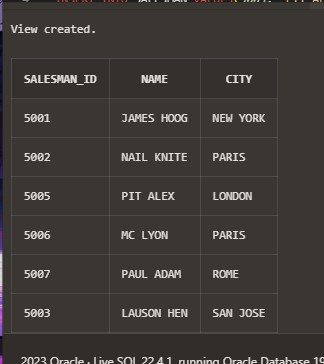 View created.
SALESMAN_ID NAME CITY
5001 JAMES HOOG NEW YORK
5002 NAIL KNITE PARIS
5005 PIT ALEX LONDON
5006 MC LYON PARIS
5007 PAUL ADAM ROME
5003 LAUSON HEN SAN JOSE
2023 Oracle · Live SQL 22.4.1, running Oracle Database 19